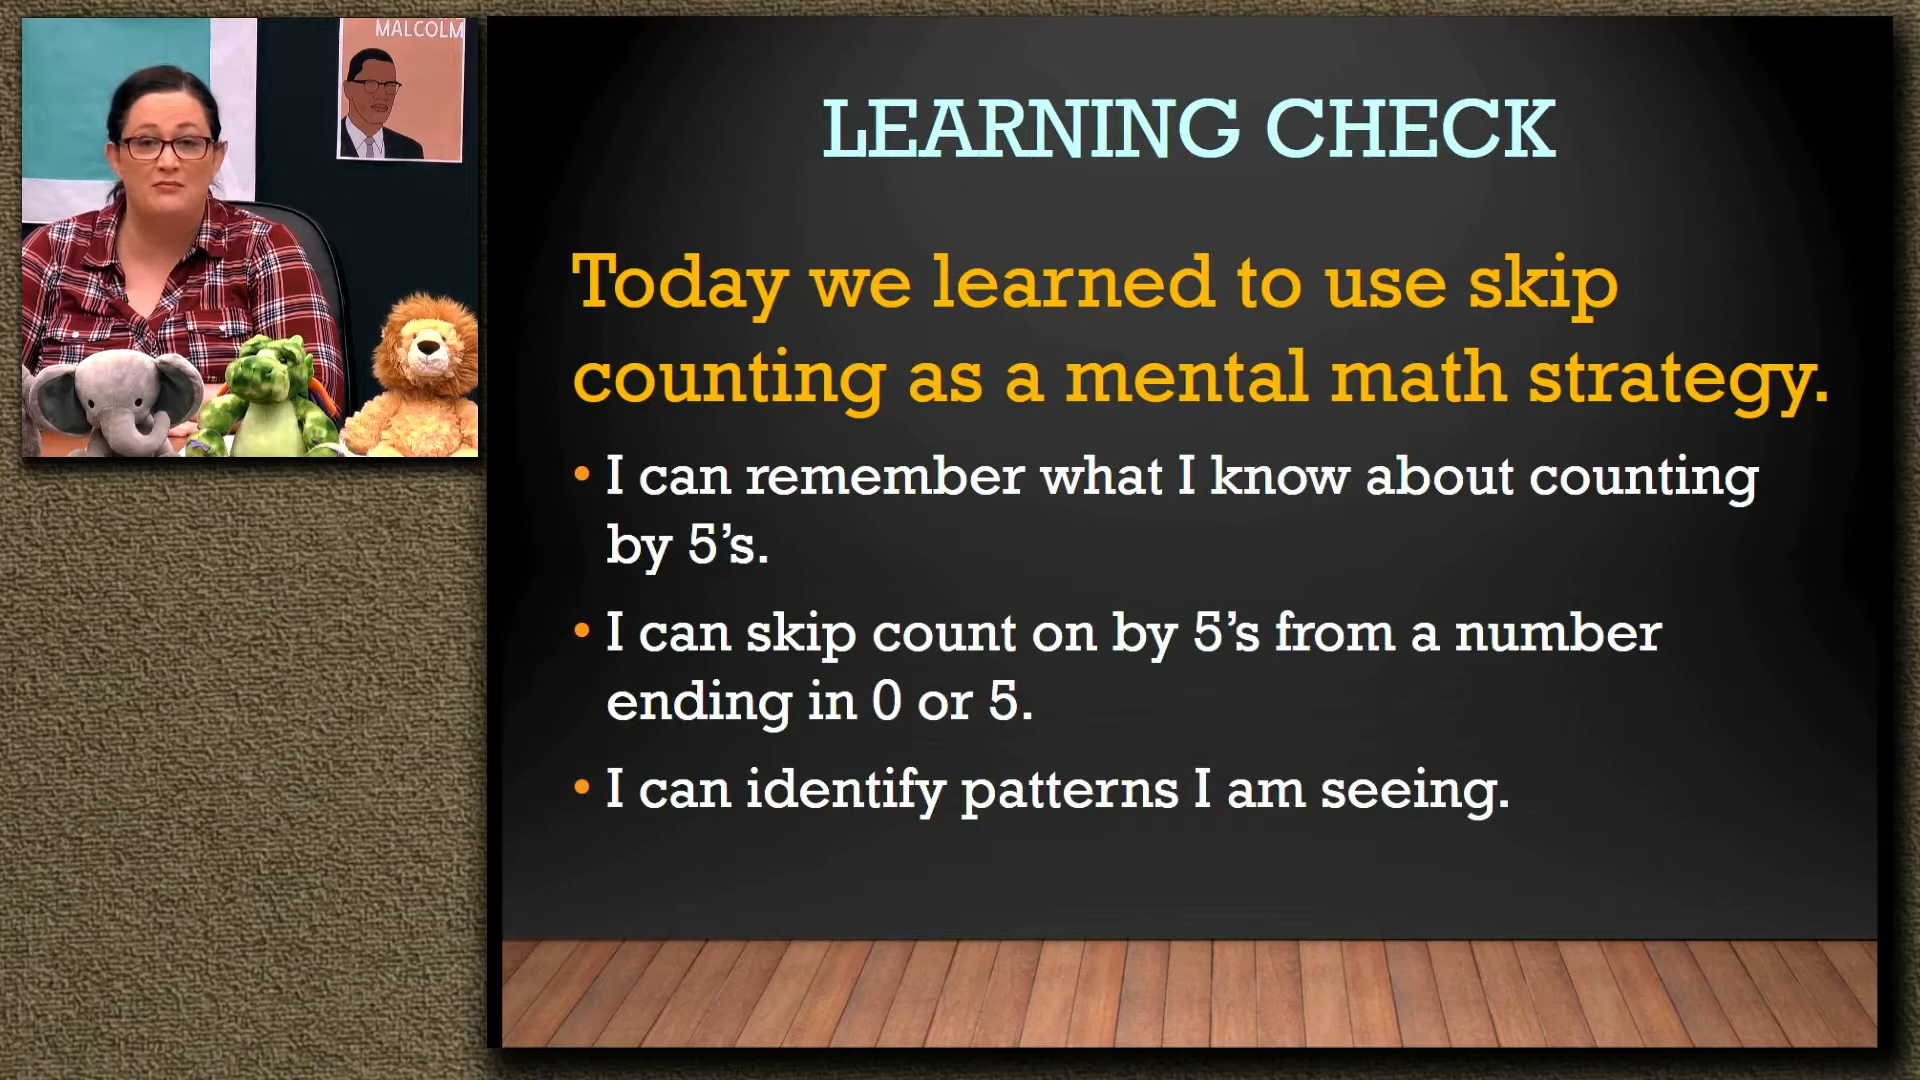 MALCOLM
LEARNING CHECK
Today we learned to use skip
counting as a mental math strategy.
• I can remember what I know about counting
by 5’s.
• I can skip count on by 5’s from a number
ending in 0 or 5.
• I can identify patterns I am seeing.